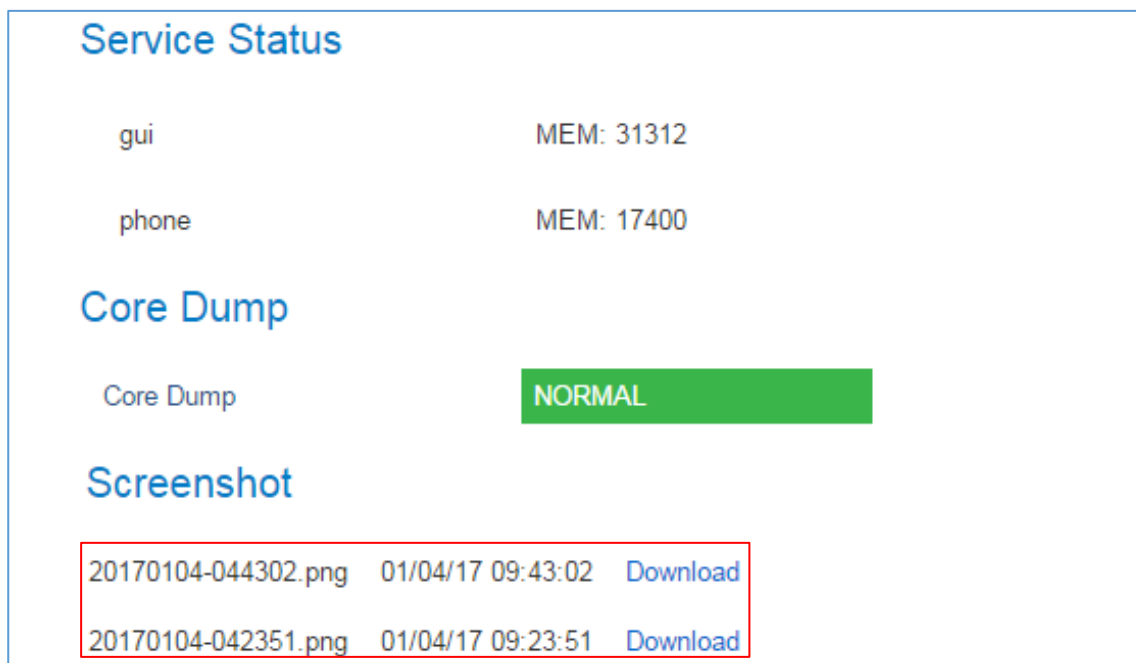 Service Status
gui MEM: 31312
phone MEM: 17400
Core Dump
Core Dump NORMAL
Screenshot
20170104-044302.png 01/04/17 09:43:02 Download
20170104-042351.png 01/04/17 09:23:51 Download